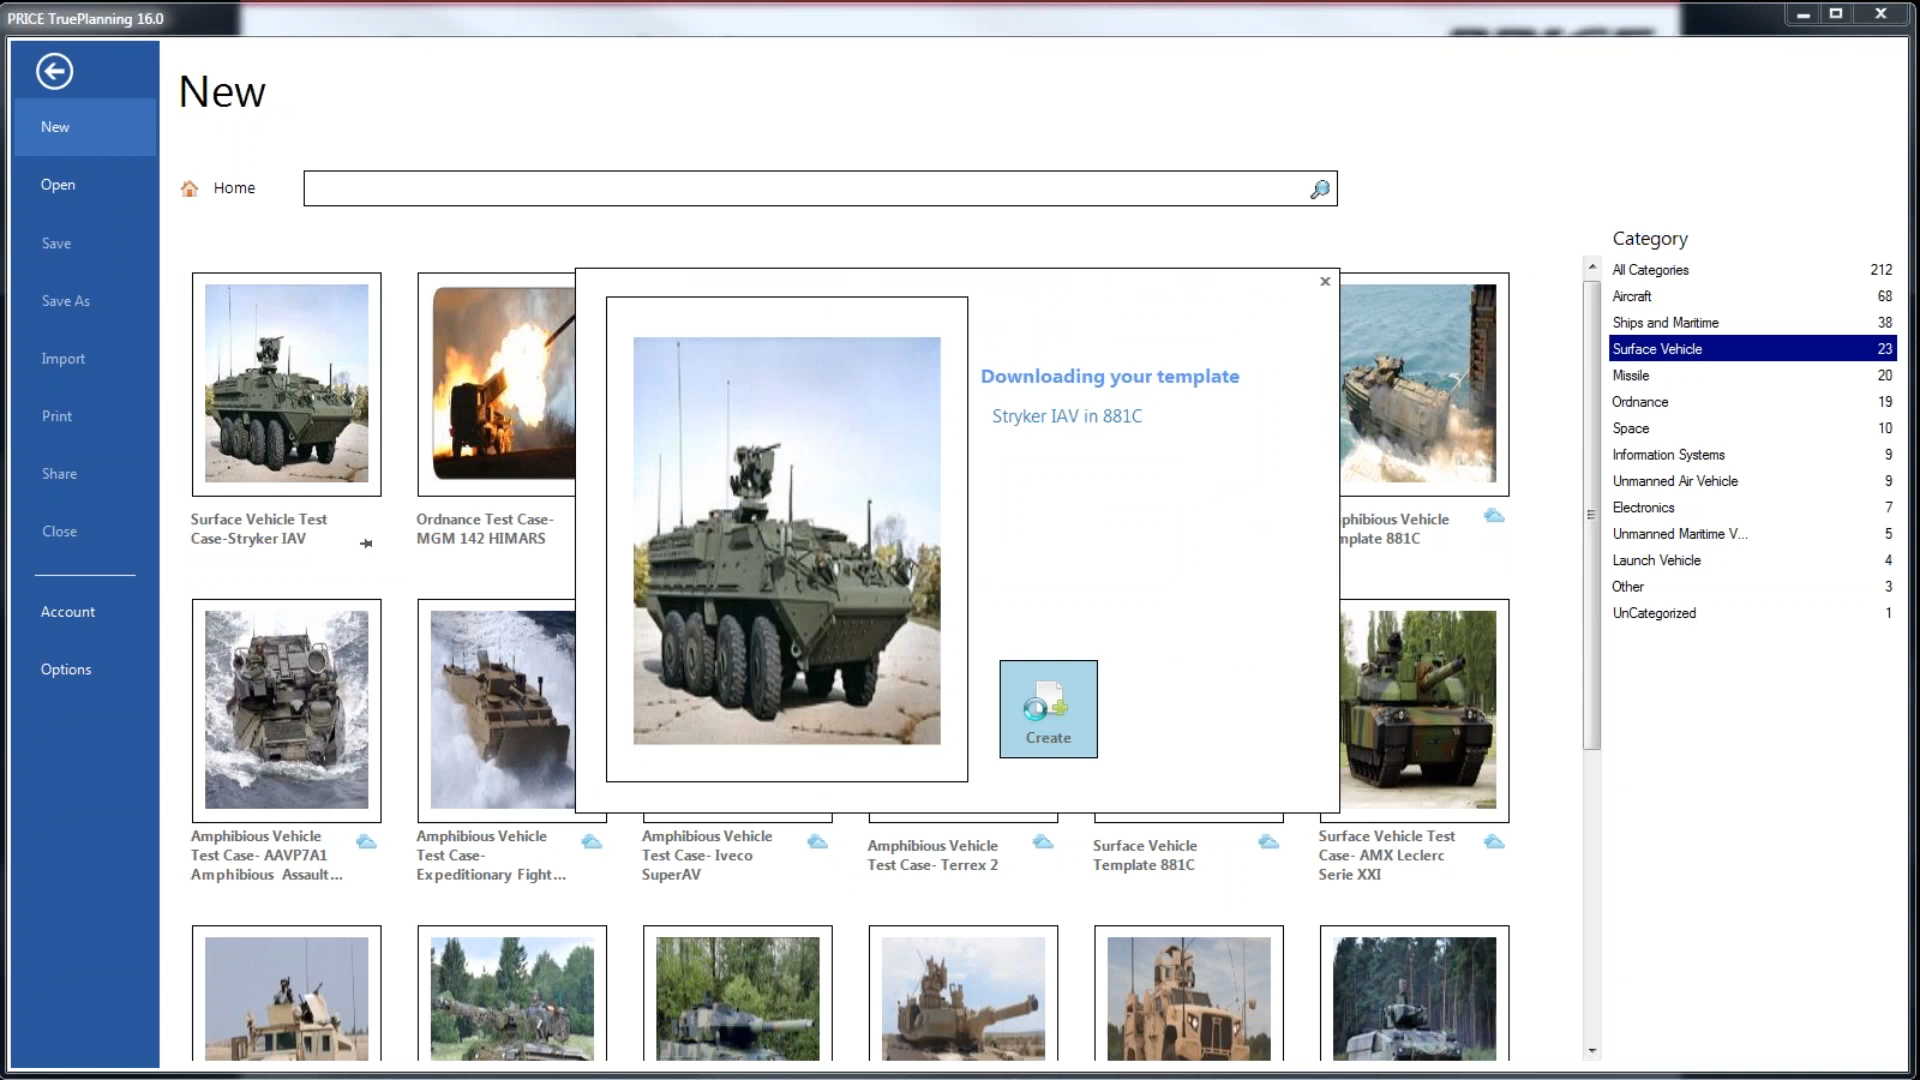 PRICE TruePlanning 16.0
New
New
Open
Save
Save As
Import
Print
Share
Close
Account
Options
Home
Category
All Categories 212
Aircraft 68
Ships and Maritime 38
Surface Vehicle 23
Missile 20
Ordnance 19
Space 10
Information Systems 9
Unmanned Air Vehicle 9
Electronics 7
Unmanned Maritime V... 5
Launch Vehicle 4
Other 3
UnCategorized 1
Downloading your template
Stryker IAV in 881C
Create
Surface Vehicle Test
Case-Stryker IAV
Ordnance Test Case-
MGM 142 HIMARS
phibious Vehicle
mplate 881C
Amphibious Vehicle
Test Case- AAVP7A1
Amphibious Assault...
Amphibious Vehicle
Test Case-
Expeditionary Fight...
Amphibious Vehicle
Test Case- Iveco
SuperAV
Amphibious Vehicle
Test Case- Terrex 2
Surface Vehicle
Template 881C
Surface Vehicle Test
Case- AMX Leclerc
Serie XXI